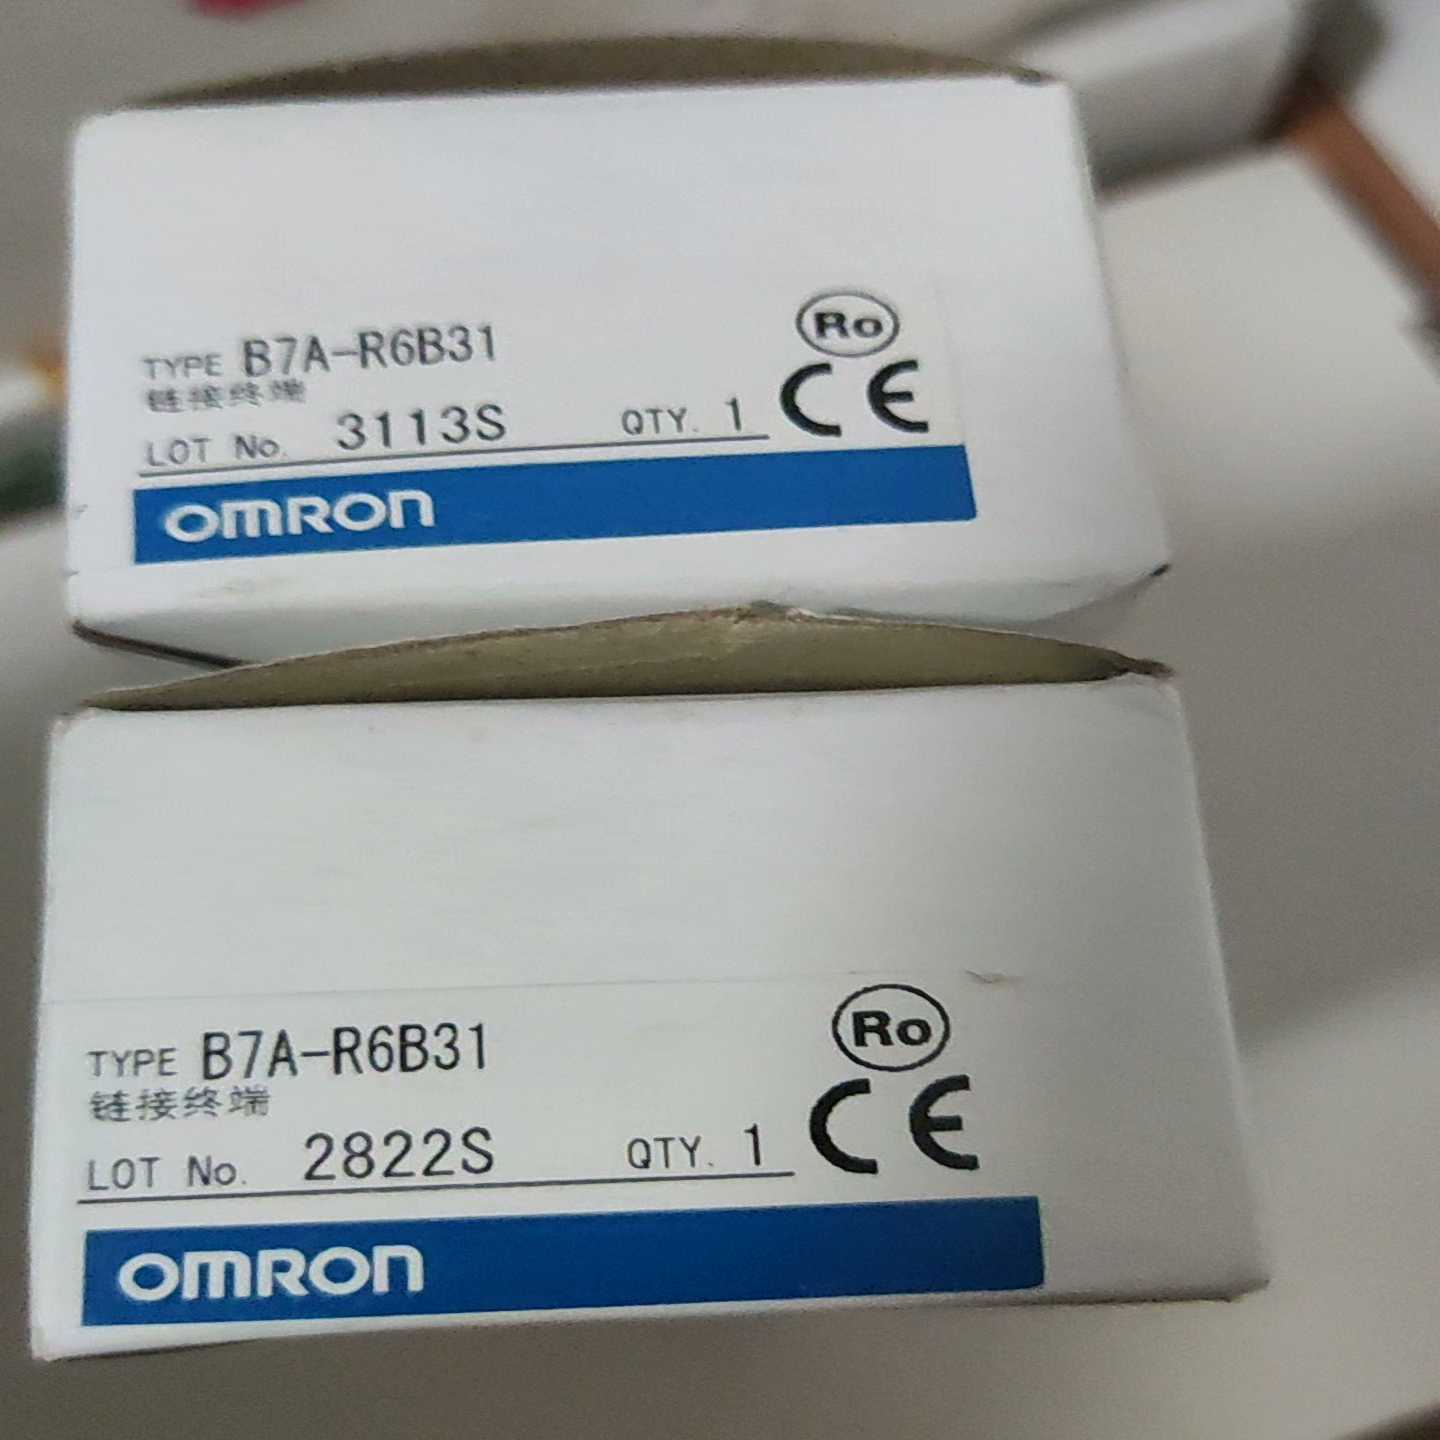 TYPE B7A-R6B31
链接终端
LOT No. 3113S QTY. 1
Ro
CE
OMRON
TYPE B7A-R6B31
链接终端
LOT No. 2822S QTY. 1
Ro
CE
OMRON